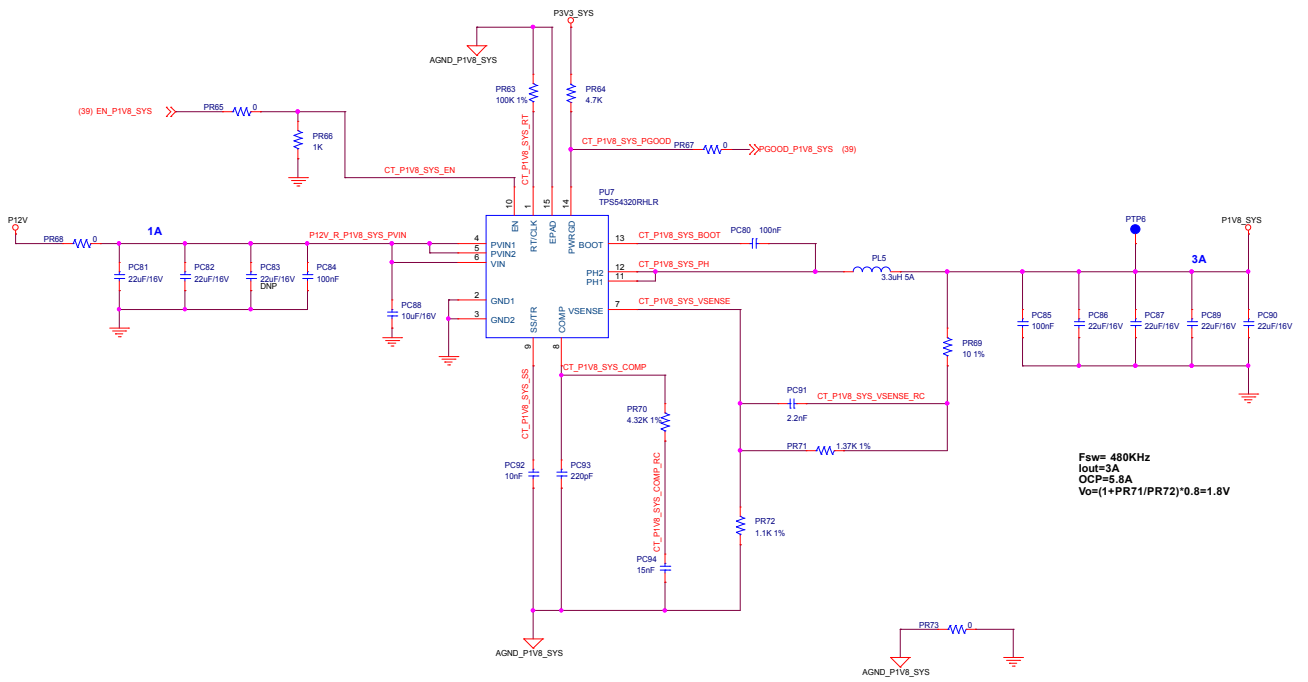 P3V3_SYS
AGND_P1V8_SYS
PR63
100K 1%
PR64
4.7K
(39) EN_P1V8_SYS
PR65
0
PR66
1K
CT_P1V8_SYS_RT
CT_P1V8_SYS_PGOOD
PR67
0
PGOOD_P1V8_SYS (39)
CT_P1V8_SYS_EN
PU7
TPS54320RHLR
10
1
15
14
EN
RT/CLK
EPAD
PWRGD
P12V
PR68
0
1A
P12V_R_P1V8_SYS_PVIN
4
5
6
PVIN1
PVIN2
VIN
BOOT
13
CT_P1V8_SYS_BOOT
PC80
100nF
PH2
PH1
12
11
CT_P1V8_SYS_PH
PL5
3.3uH 5A
PTP6
P1V8_SYS
3A
PC81
22uF/16V
PC82
22uF/16V
PC83
22uF/16V
DNP
PC84
100nF
PC88
10uF/16V
2
3
GND1
GND2
VSENSE
7
CT_P1V8_SYS_VSENSE
SS/TR
COMP
9
8
PC85
100nF
PC86
22uF/16V
PC87
22uF/16V
PC89
22uF/16V
PC90
22uF/16V
PR69
10 1%
CT_P1V8_SYS_SS
CT_P1V8_SYS_COMP
PR70
4.32K 1%
PC91
2.2nF
CT_P1V8_SYS_VSENSE_RC
PR71
1.37K 1%
PC92
10nF
PC93
220pF
CT_P1V8_SYS_COMP_RC
PC94
15nF
PR72
1.1K 1%
Fsw= 480KHz
Iout=3A
OCP=5.8A
Vo=(1+PR71/PR72)*0.8=1.8V
AGND_P1V8_SYS
PR73
0
AGND_P1V8_SYS